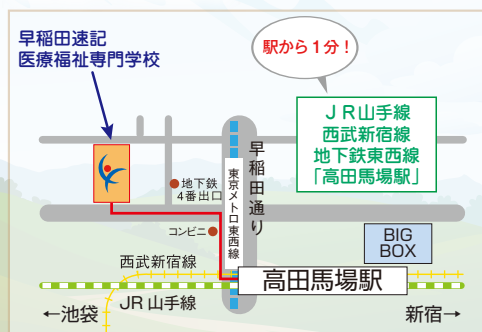 早稲田速記
医療福祉専門学校
駅から1分!
JR山手線
西武新宿線
地下鉄東西線
「高田馬場駅」
早稲田通り
東京メトロ東西線
地下鉄
4番出口
コンビニ
BIG
BOX
西武新宿線
高田馬場駅
←池袋
JR山手線
新宿→